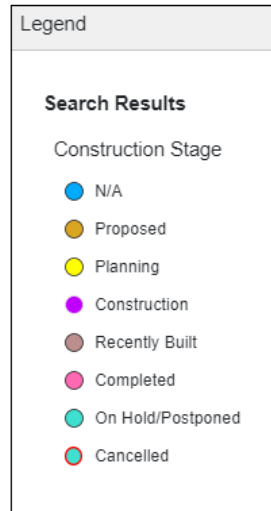 Legend
Search Results
Construction Stage
N/A
Proposed
Planning
Construction
Recently Built
Completed
On Hold/Postponed
Cancelled